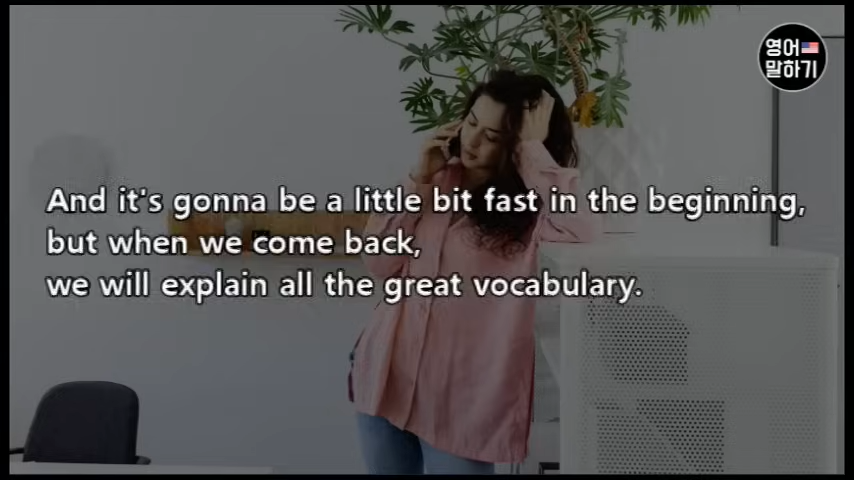 영어
말하기
And it's gonna be a little bit fast in the beginning,
but when we come back,
we will explain all the great vocabulary.